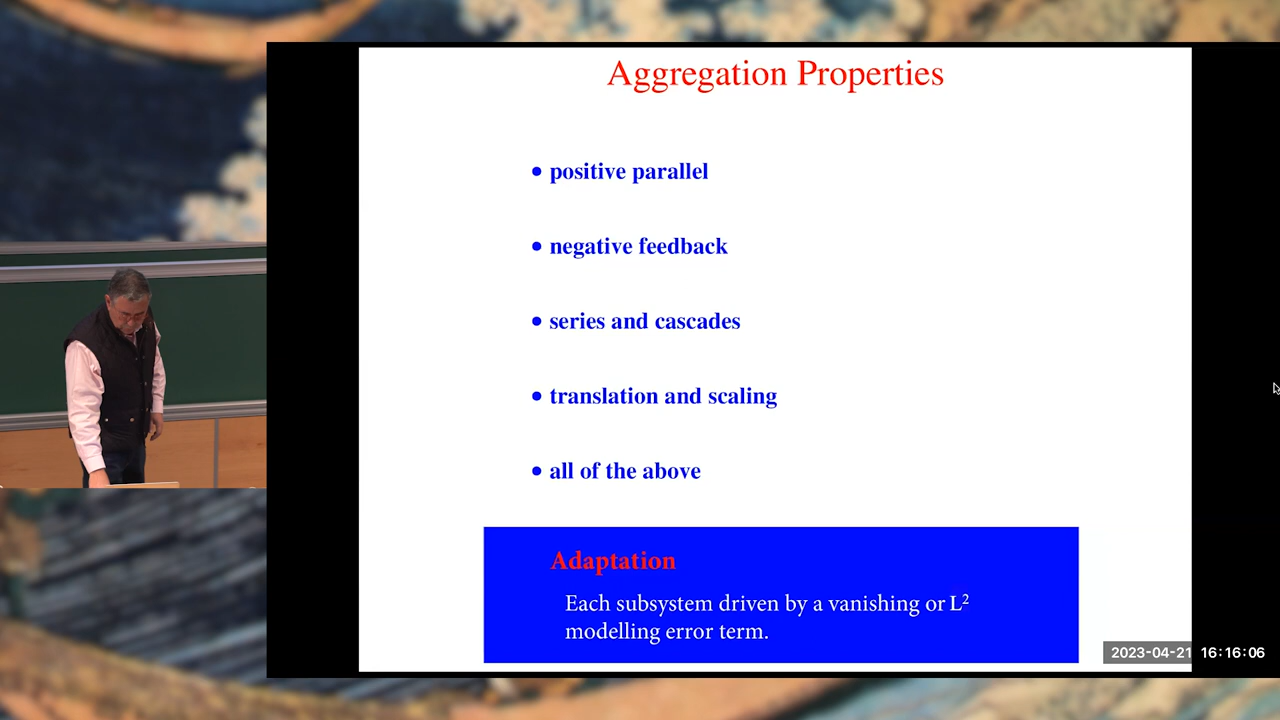 Aggregation Properties
• positive parallel
• negative feedback
• series and cascades
• translation and scaling
• all of the above
Adaptation
Each subsystem driven by a vanishing or L²
modelling error term.
2023-04-21 16:16:06